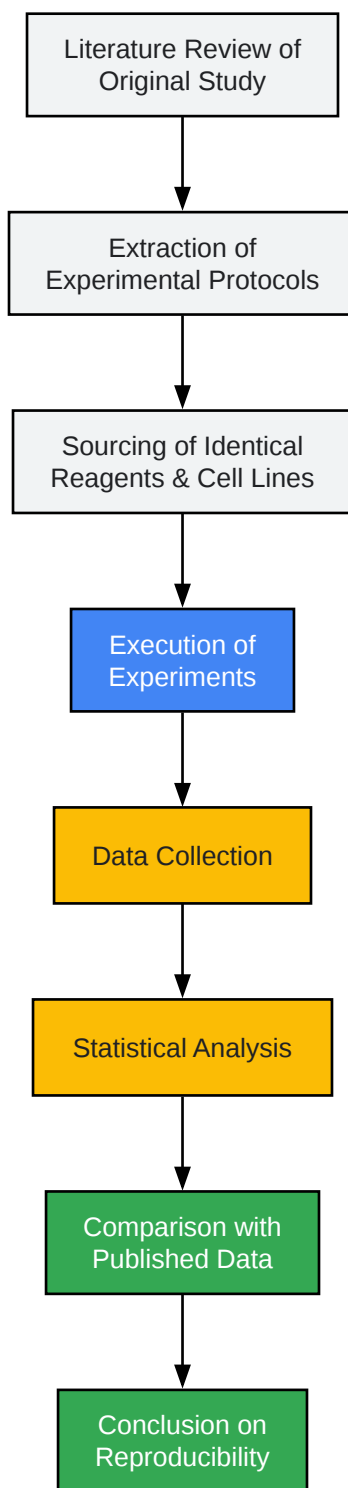 Literature Review of
Original Study
Extraction of
Experimental Protocols
Sourcing of Identical
Reagents & Cell Lines
Execution of
Experiments
Data Collection
Statistical Analysis
Comparison with
Published Data
Conclusion on
Reproducibility